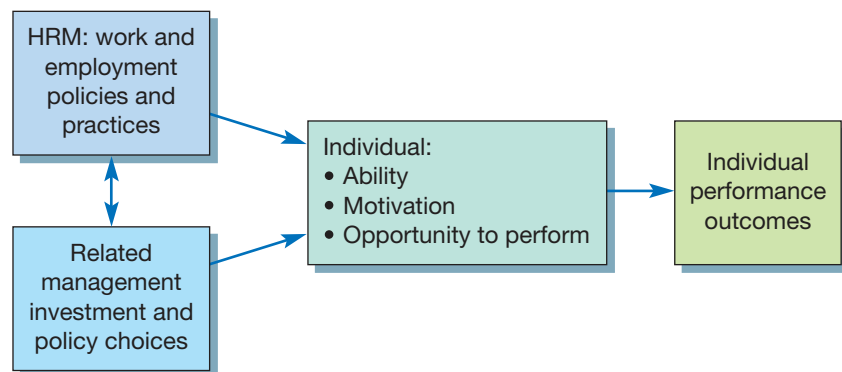 HRM: work and
employment
policies and
practices
Related
management
investment and
policy choices
Individual:
• Ability
• Motivation
• Opportunity to perform
Individual
performance
outcomes